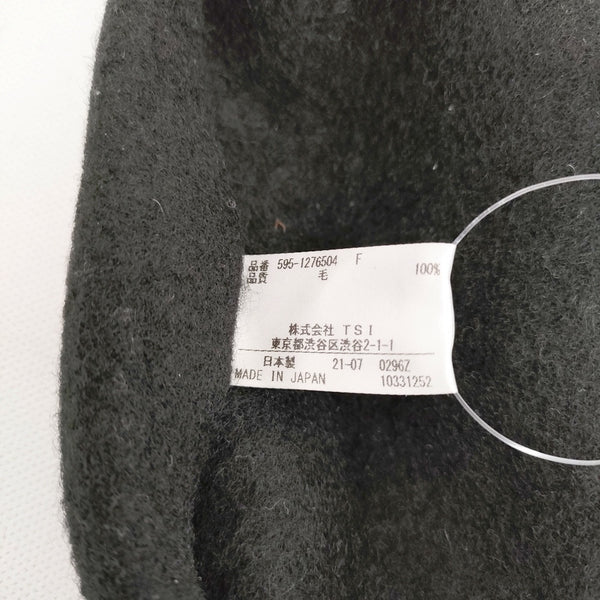 品番 595-1276504 F
品質 毛 100%
株式会社 TSI
東京都渋谷区渋谷2-1-1
日本製 21-07 0296Z
MADE IN JAPAN 10331252